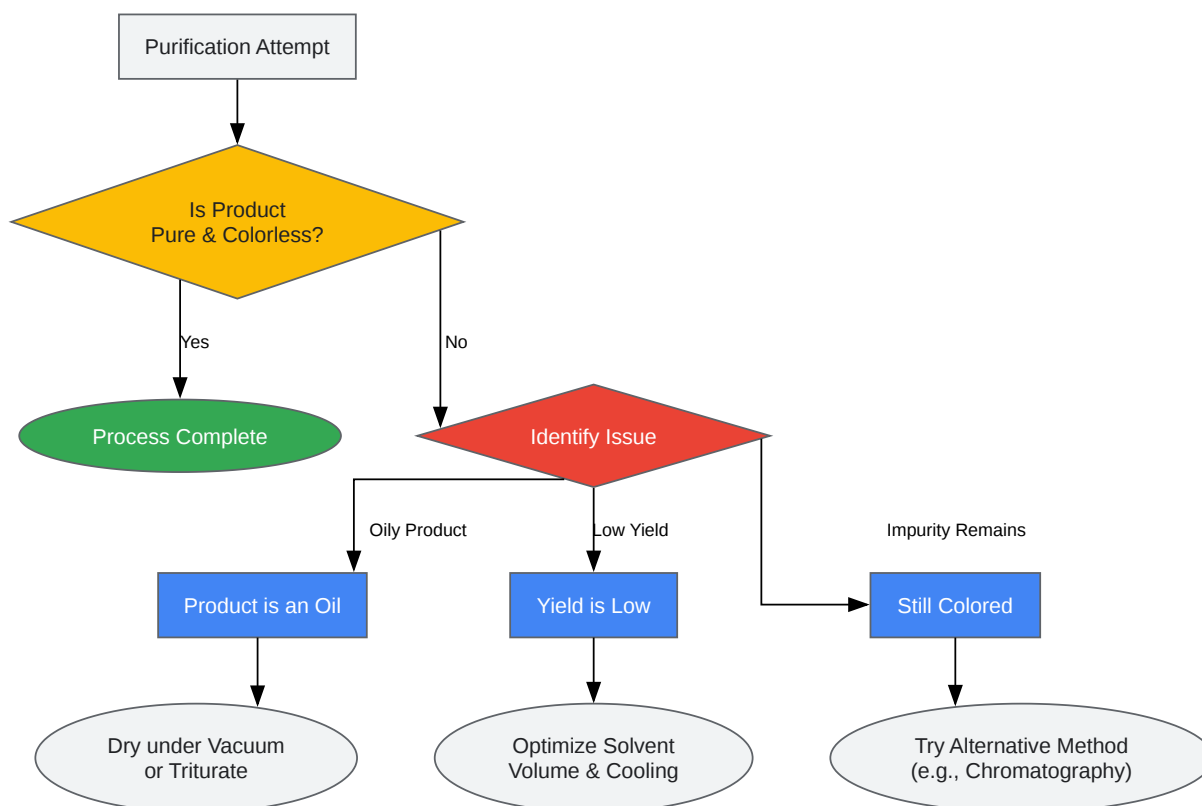 Purification Attempt
Is Product
Pure & Colorless?
Yes
No
Process Complete
Identify Issue
Oily Product
Low Yield
Impurity Remains
Product is an Oil
Yield is Low
Still Colored
Dry under Vacuum
or Triturate
Optimize Solvent
Volume & Cooling
Try Alternative Method
(e.g., Chromatography)